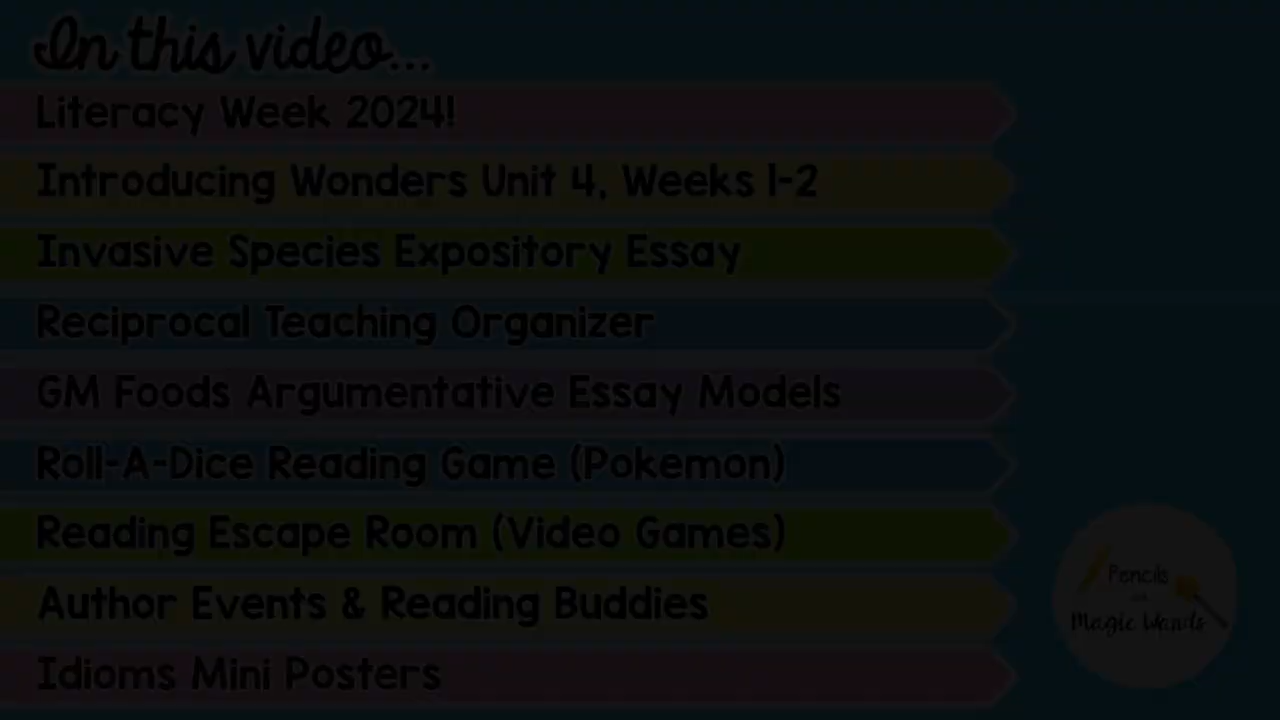 In this video...
Literacy Week 2024!
Introducing Wonders Unit 4, Weeks 1-2
Invasive Species Expository Essay
Reciprocal Teaching Organizer
GM Foods Argumentative Essay Models
Roll-A-Dice Reading Game (Pokemon)
Reading Escape Room (Video Games)
Author Events & Reading Buddies
Idioms Mini Posters
Pencils
Magic Wands